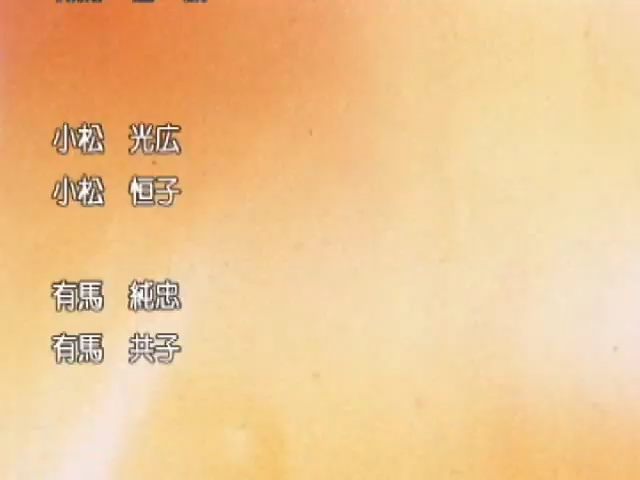 小松　光広
小松　恒子
有馬　純忠
有馬　共子